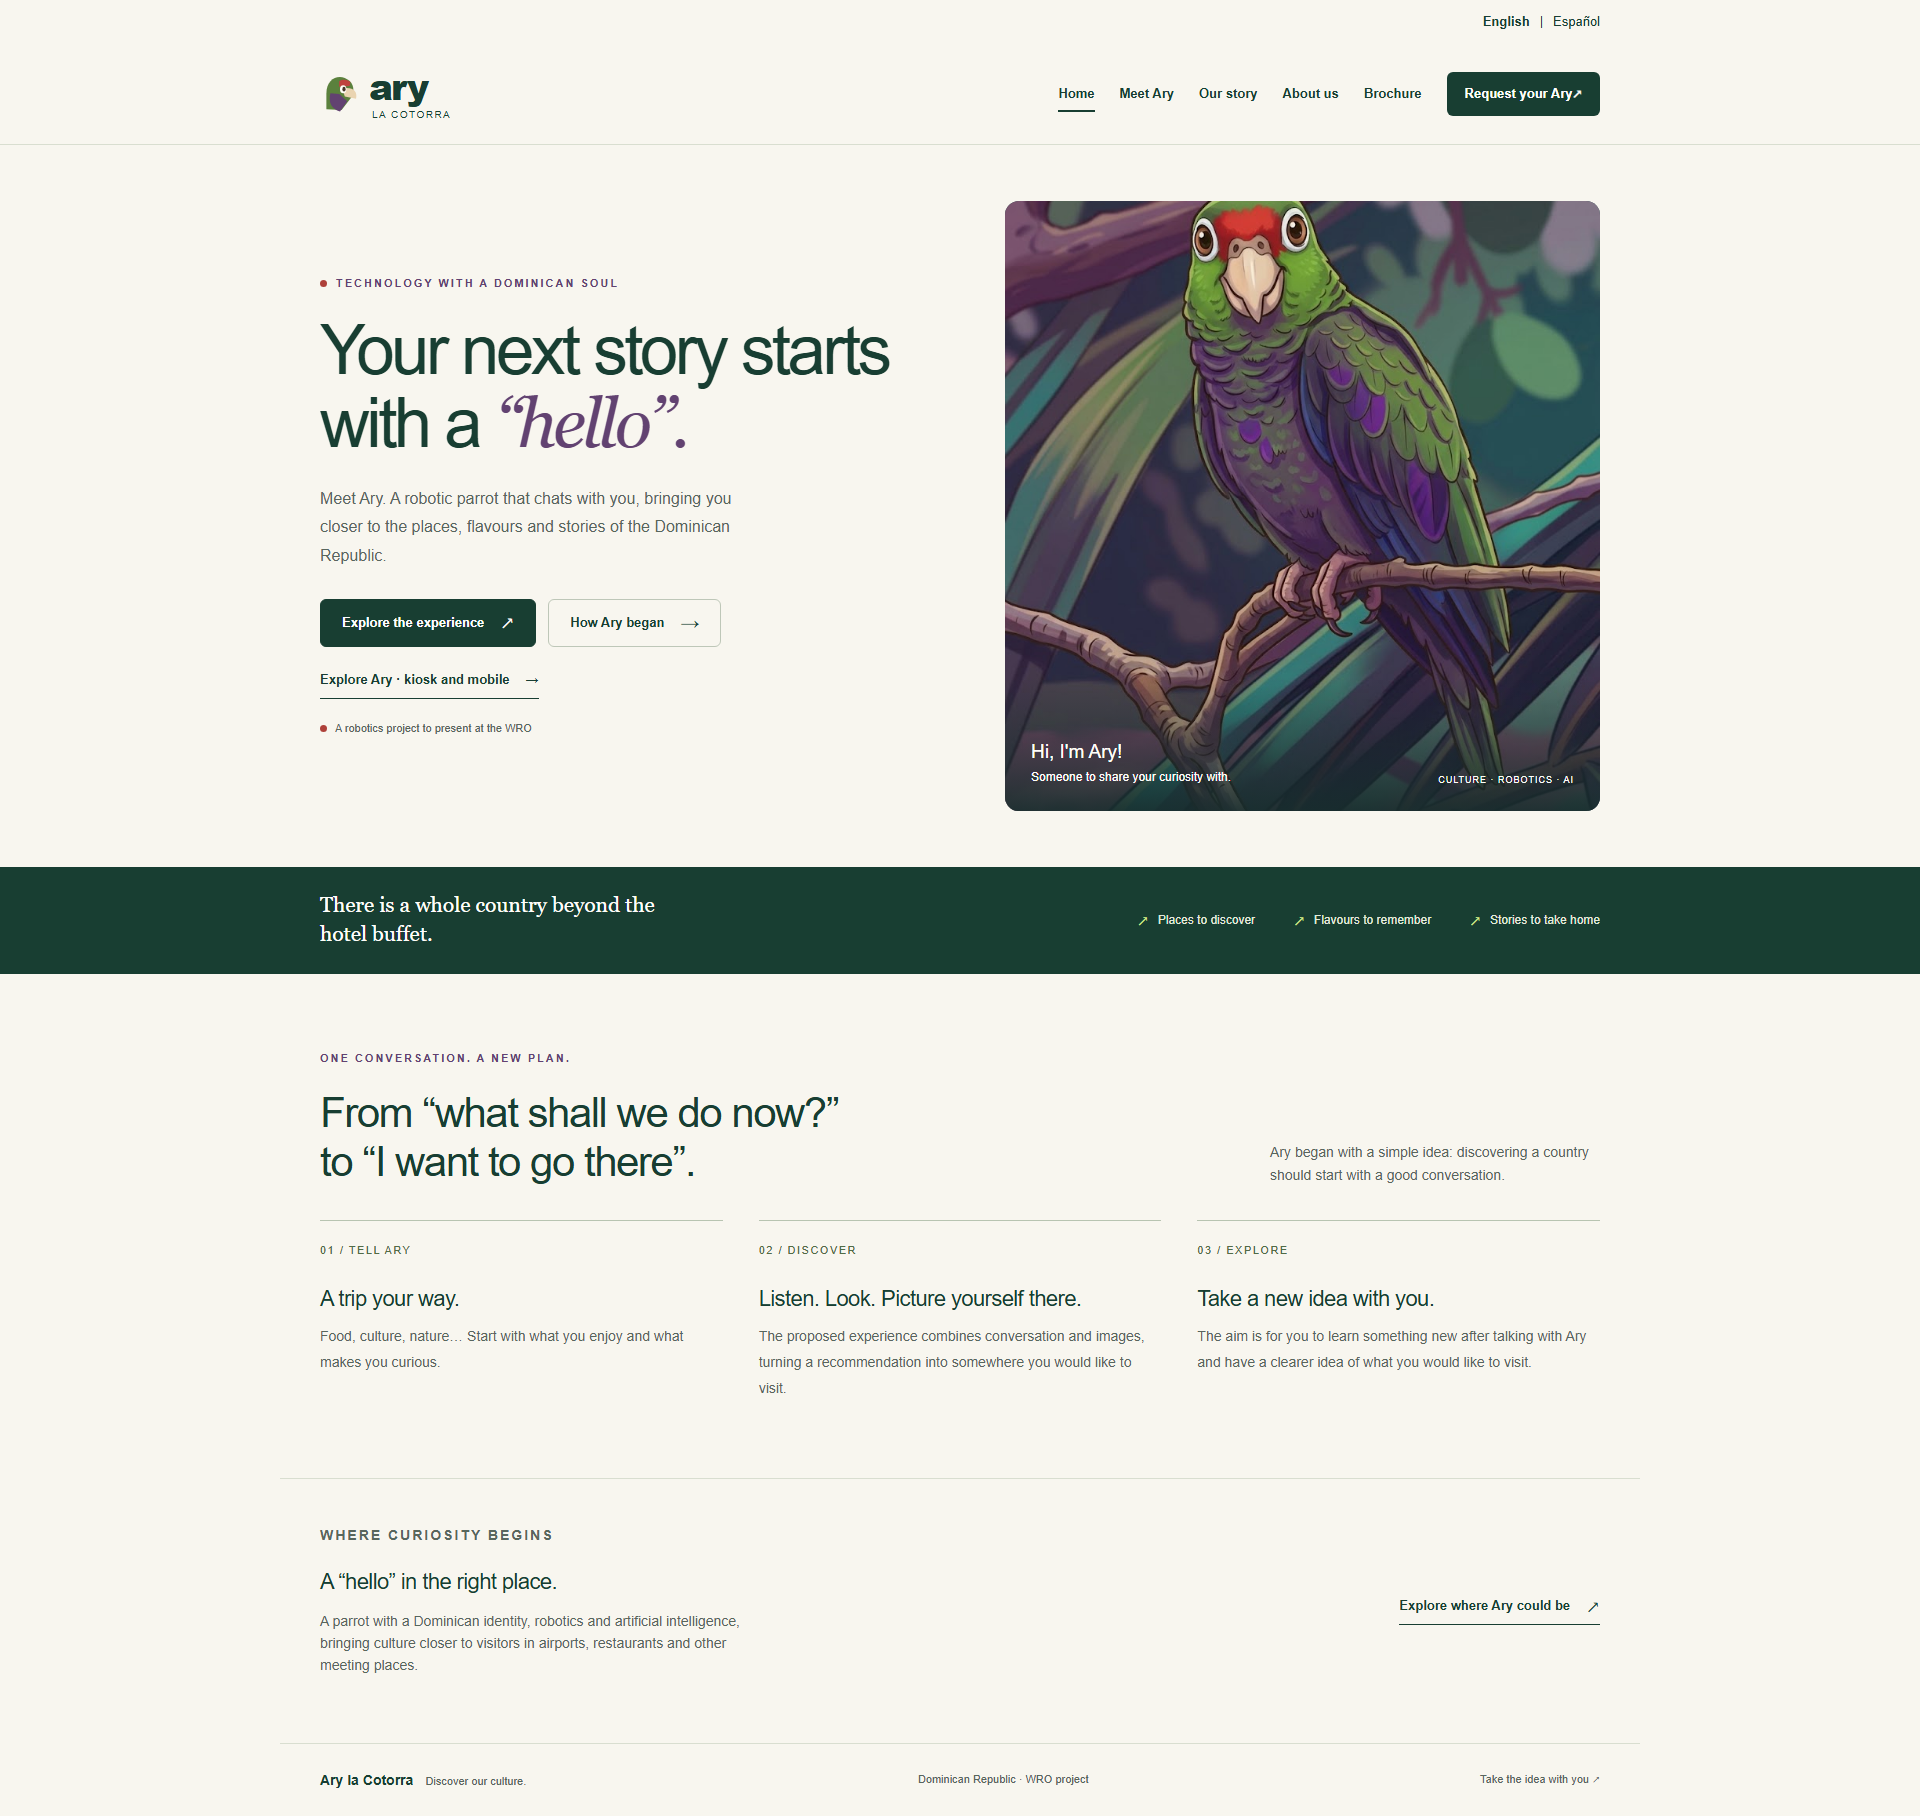 English | Español
ary
LA COTORRA
Home Meet Ary Our story About us Brochure Request your Ary↗
TECHNOLOGY WITH A DOMINICAN SOUL
Your next story starts
with a “hello”.
Meet Ary. A robotic parrot that chats with you, bringing you
closer to the places, flavours and stories of the Dominican
Republic.
Explore the experience ↗ How Ary began →
Explore Ary · kiosk and mobile →
A robotics project to present at the WRO
Hi, I'm Ary!
Someone to share your curiosity with.
CULTURE · ROBOTICS · AI
There is a whole country beyond the
hotel buffet.
↗ Places to discover ↗ Flavours to remember ↗ Stories to take home
ONE CONVERSATION. A NEW PLAN.
From “what shall we do now?”
to “I want to go there”.
Ary began with a simple idea: discovering a country
should start with a good conversation.
01 / TELL ARY
A trip your way.
Food, culture, nature… Start with what you enjoy and what
makes you curious.
02 / DISCOVER
Listen. Look. Picture yourself there.
The proposed experience combines conversation and images,
turning a recommendation into somewhere you would like to
visit.
03 / EXPLORE
Take a new idea with you.
The aim is for you to learn something new after talking with Ary
and have a clearer idea of what you would like to visit.
WHERE CURIOSITY BEGINS
A “hello” in the right place.
A parrot with a Dominican identity, robotics and artificial intelligence,
bringing culture closer to visitors in airports, restaurants and other
meeting places.
Explore where Ary could be ↗
Ary la Cotorra Discover our culture.
Dominican Republic · WRO project
Take the idea with you ↗